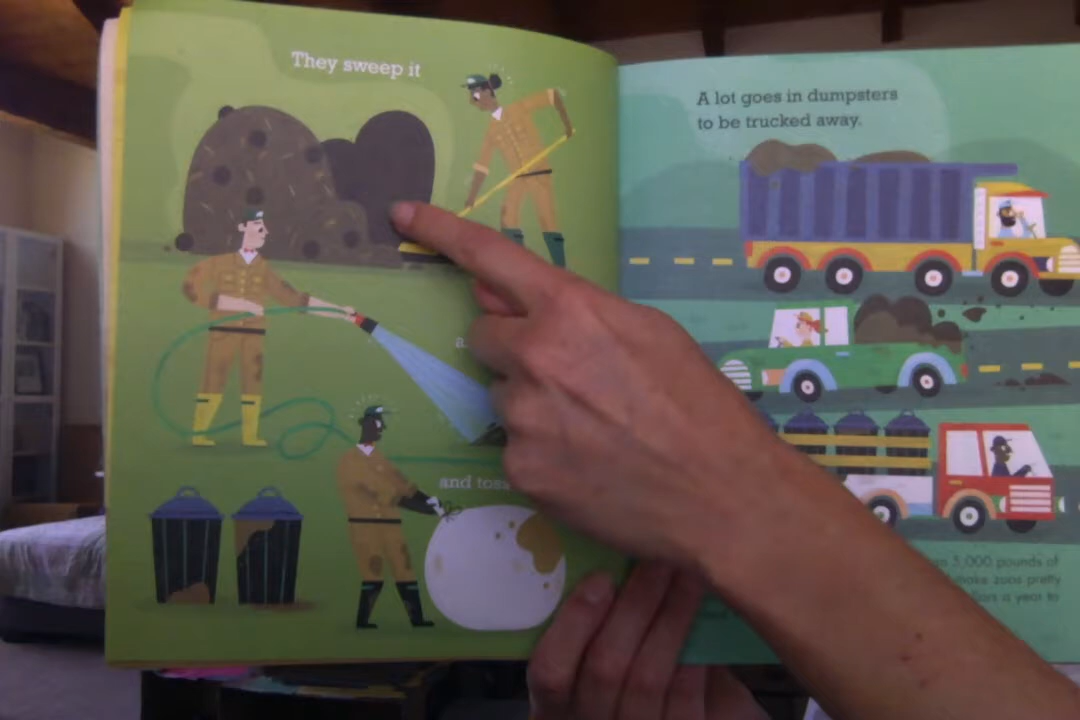 They sweep it
and toss
A lot goes in dumpsters
to be trucked away.
3,000 pounds of
make zoos pretty
a year to